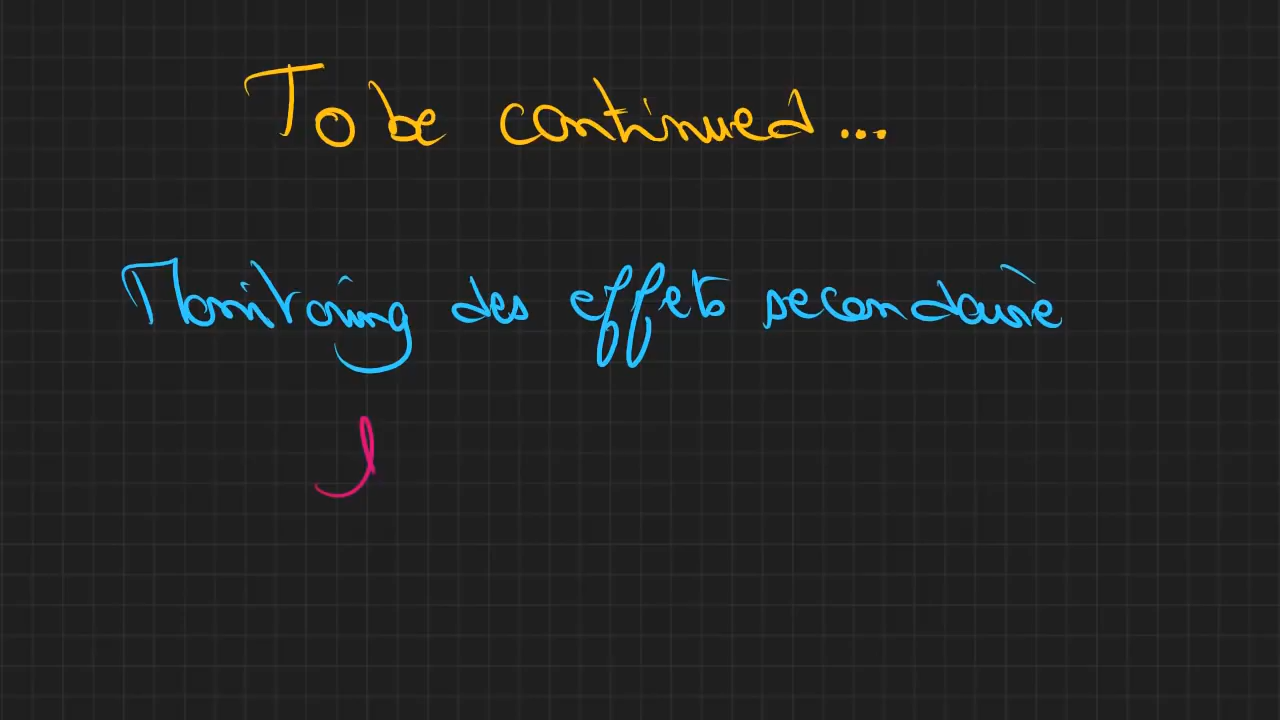 To be continued...
Monitoring des effets secondaire